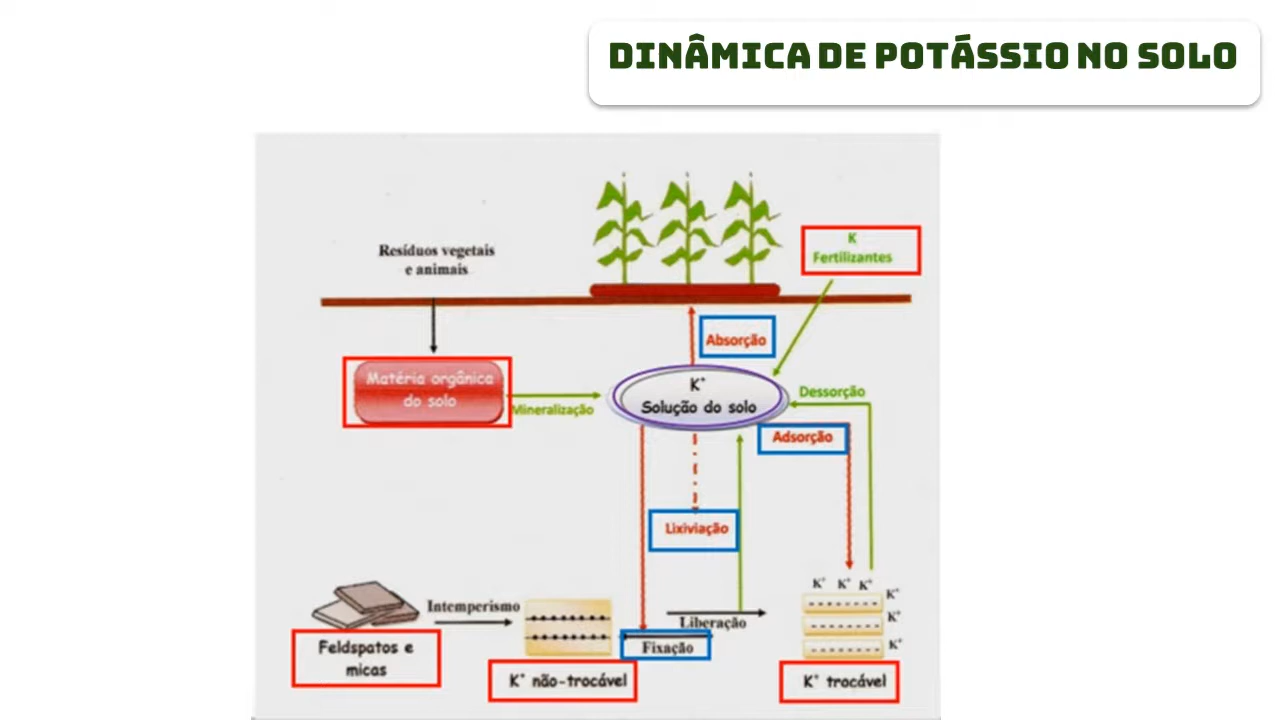 DINÂMICA DE POTÁSSIO NO SOLO
Resíduos vegetais
e animais
K
Fertilizantes
Absorção
Matéria orgânica
do solo
Mineralização
K⁺
Solução do solo
Dessorção
Adsorção
Lixiviação
K⁺ K⁺ K⁺
K⁺
K⁺
K⁺
Intemperismo
Liberação
Fixação
Feldspatos e
micas
K⁺ não-trocável
K⁺ trocável